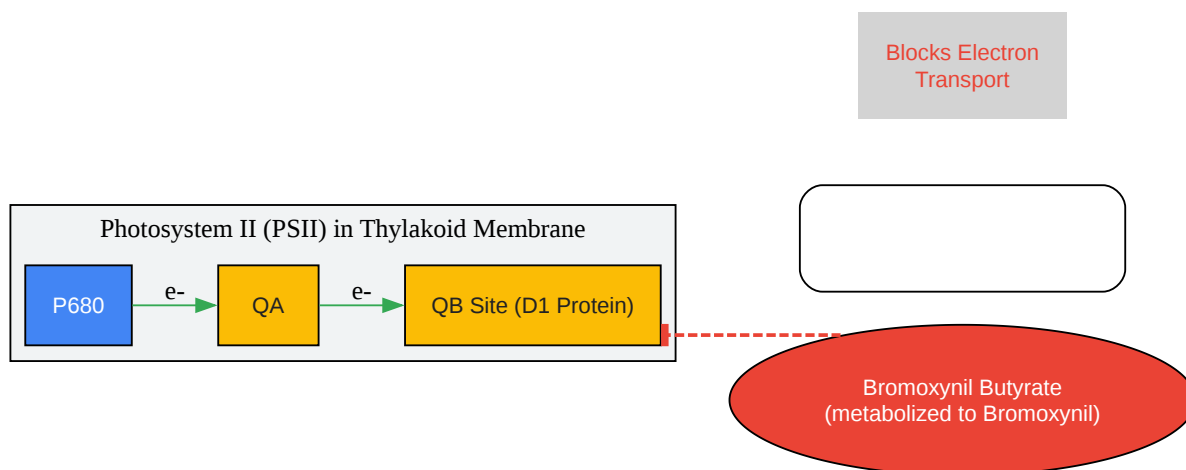 Blocks Electron
Transport
Photosystem II (PSII) in Thylakoid Membrane
P680
e-
QA
e-
QB Site (D1 Protein)
Bromoxynil Butyrate
(metabolized to Bromoxynil)